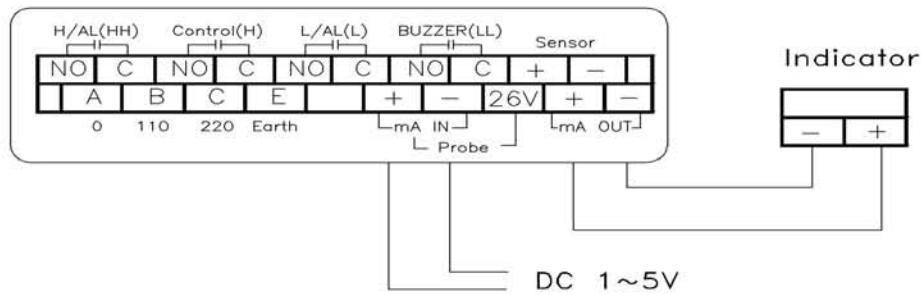 H/AL(HH) Control(H) L/AL(L) BUZZER(LL) Sensor
NO C NO C NO C NO C + −
A B C E + − 26V + −
0 110 220 Earth mA IN mA OUT
Probe
Indicator
− +
DC 1~5V